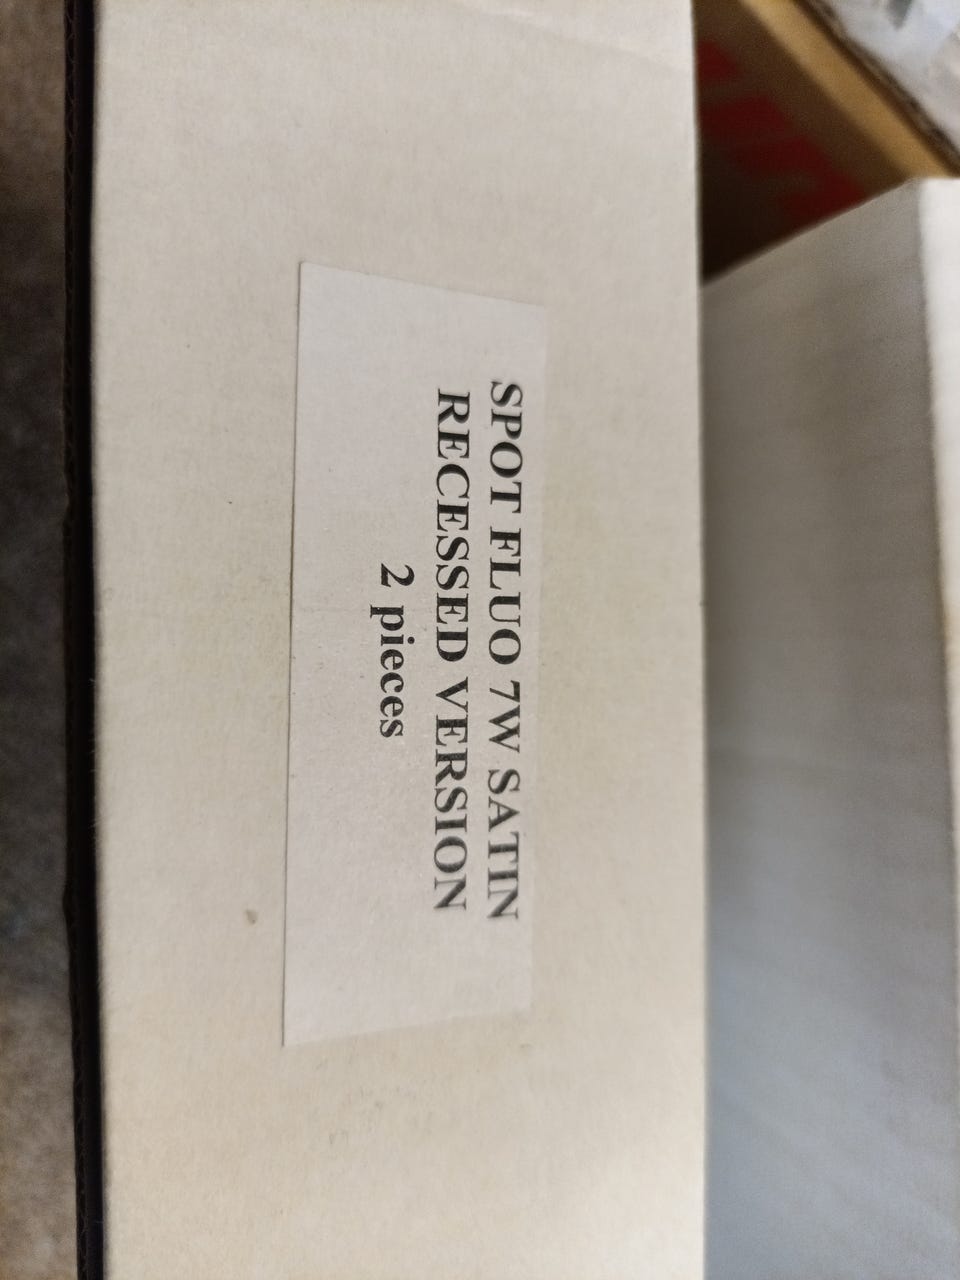 SPOT FLUO 7W SATIN
RECESSED VERSION
2 pieces